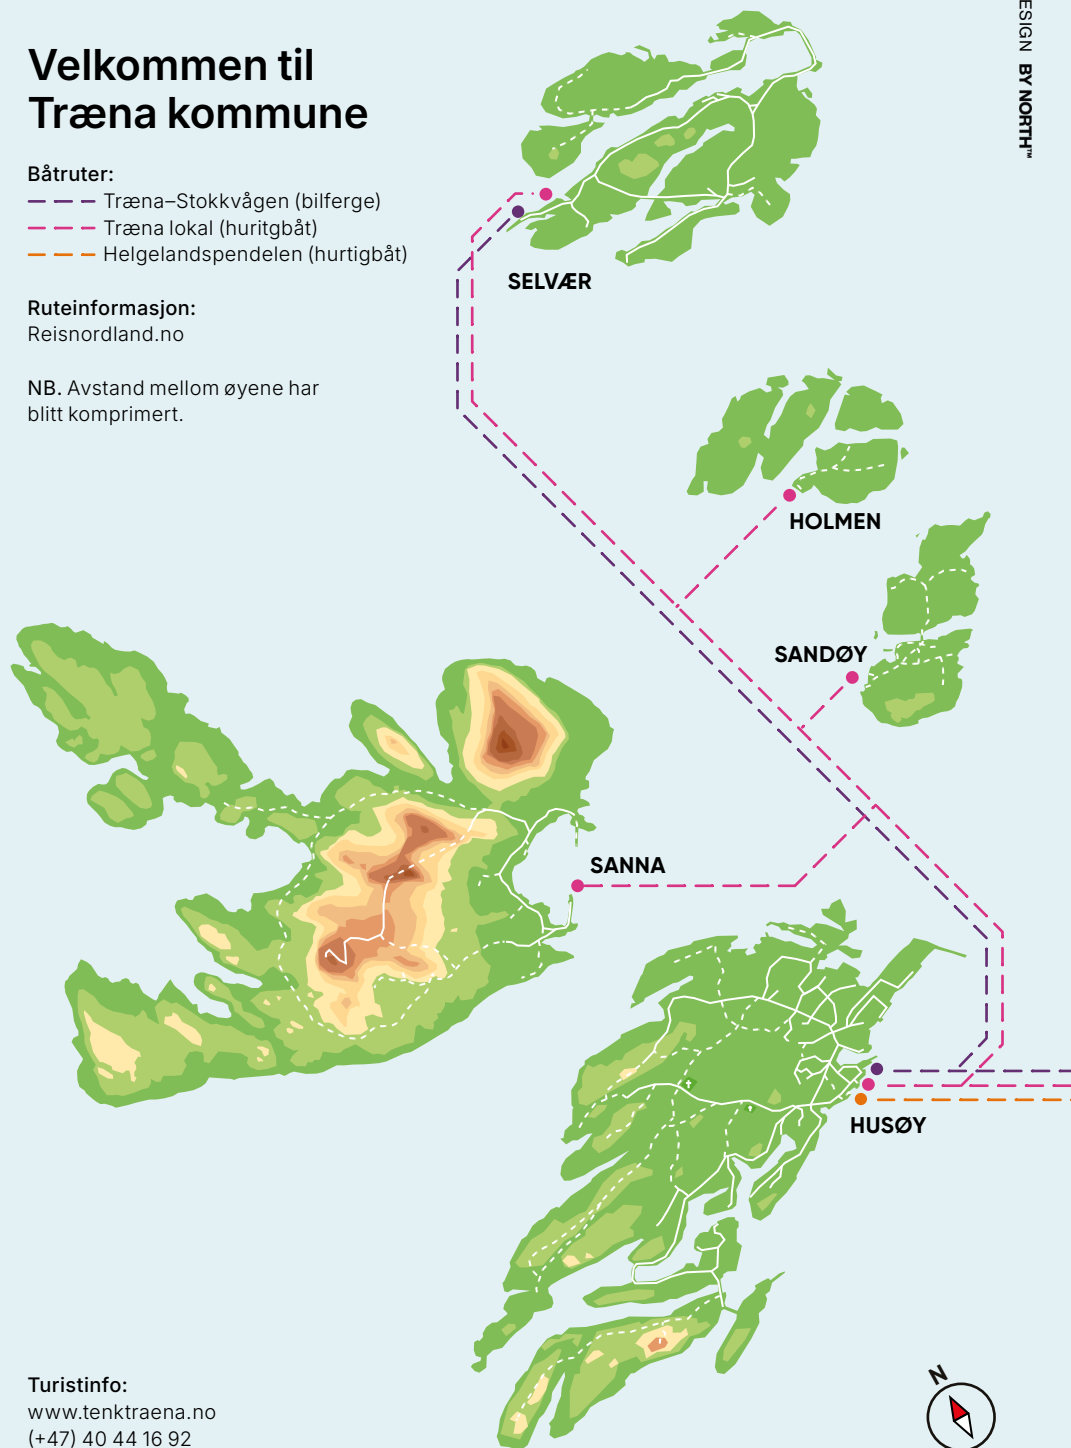 Velkommen til
Træna kommune
Båtruter:
Træna–Stokkvågen (bilferge)
Træna lokal (huritgbåt)
Helgelandspendelen (hurtigbåt)
Ruteinformasjon:
Reisnordland.no
NB. Avstand mellom øyene har
blitt komprimert.
ESIGN BY NORTH™
SELVÆR
HOLMEN
SANDØY
SANNA
HUSØY
Turistinfo:
www.tenktraena.no
(+47) 40 44 16 92
N